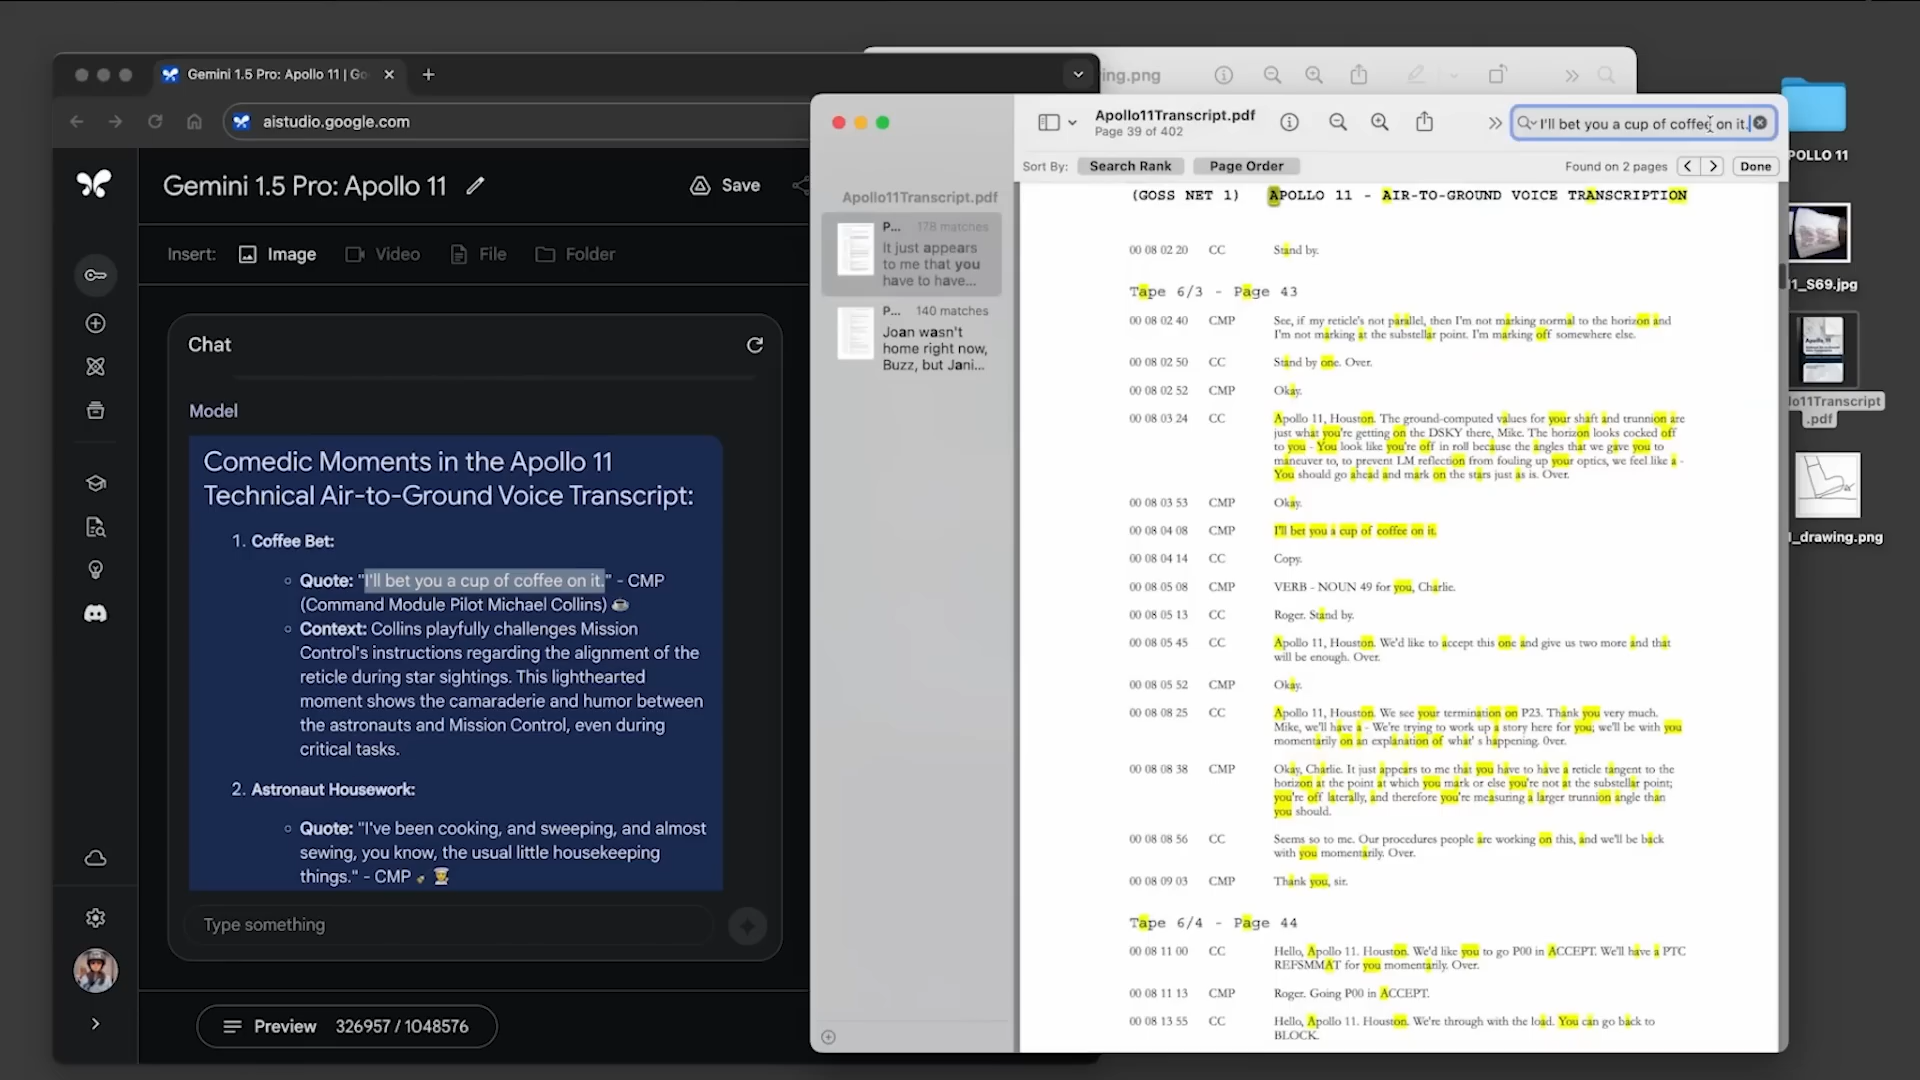 Gemini 1.5 Pro: Apollo 11 | Go
aistudio.google.com
Gemini 1.5 Pro: Apollo 11
Save
Insert:
Image
Video
File
Folder
Chat
Model
Comedic Moments in the Apollo 11
Technical Air-to-Ground Voice Transcript:
1. Coffee Bet:
Quote: "I'll bet you a cup of coffee on it." - CMP
(Command Module Pilot Michael Collins)
Context: Collins playfully challenges Mission
Control's instructions regarding the alignment of the
reticle during star sightings. This lighthearted
moment shows the camaraderie and humor between
the astronauts and Mission Control, even during
critical tasks.
2. Astronaut Housework:
Quote: "I've been cooking, and sweeping, and almost
sewing, you know, the usual little housekeeping
things." - CMP
Type something
Preview 326957 / 1048576
ing.png
Apollo11Transcript.pdf
Page 39 of 402
I'll bet you a cup of coffee on it.
Sort By:
Search Rank
Page Order
Found on 2 pages
Done
Apollo11Transcript.pdf
P... 178 matches
It just appears
to me that you
have to have...
P... 140 matches
Joan wasn't
home right now,
Buzz, but Jani...
(GOSS NET 1) APOLLO 11 - AIR-TO-GROUND VOICE TRANSCRIPTION
00 08 02 20 CC Stand by.
Tape 6/3 - Page 43
00 08 02 40 CMP See, if my reticle's not parallel, then I'm not marking normal to the horizon and
I'm not marking at the substellar point. I'm marking off somewhere else.
00 08 02 50 CC Stand by one. Over.
00 08 02 52 CMP Okay.
00 08 03 24 CC Apollo 11, Houston. The ground-computed values for your shaft and trunnion are
just what you're getting on the DSKY there, Mike. The horizon looks cocked off
to you - You look like you're off in roll because the angles that we gave you to
maneuver to, to prevent LM reflection from fouling up your optics, we feel like a -
You should go ahead and mark on the stars just as is. Over.
00 08 03 53 CMP Okay.
00 08 04 08 CMP I'll bet you a cup of coffee on it.
00 08 04 14 CC Copy.
00 08 05 08 CMP VERB - NOUN 49 for you, Charlie.
00 08 05 13 CC Roger. Stand by.
00 08 05 45 CC Apollo 11, Houston. We'd like to accept this one and give us two more and that
will be enough. Over.
00 08 05 52 CMP Okay.
00 08 08 25 CC Apollo 11, Houston. We see your termination on P23. Thank you very much.
Mike, we'll have a - We're trying to work up a story here for you; we'll be with you
momentarily on an explanation of what' s happening. 0ver.
00 08 08 38 CMP Okay, Charlie. It just appears to me that you have to have a reticle tangent to the
horizon at the point at which you mark or else you're not at the substellar point;
you're off laterally, and therefore you're measuring a larger trunnion angle than
you should.
00 08 08 56 CC Seems so to me. Our procedures people are working on this, and we'll be back
with you momentarily. Over.
00 08 09 03 CMP Thank you, sir.
Tape 6/4 - Page 44
00 08 11 00 CC Hello, Apollo 11. Houston. We'd like you to go P00 in ACCEPT. We'll have a PTC
REFSMMAT for you momentarily. Over.
00 08 11 13 CMP Roger. Going P00 in ACCEPT.
00 08 13 55 CC Hello, Apollo 11. Houston. We're through with the load. You can go back to
BLOCK.
POLLO 11
1_S69.jpg
lo11Transcript
.pdf
l_drawing.png